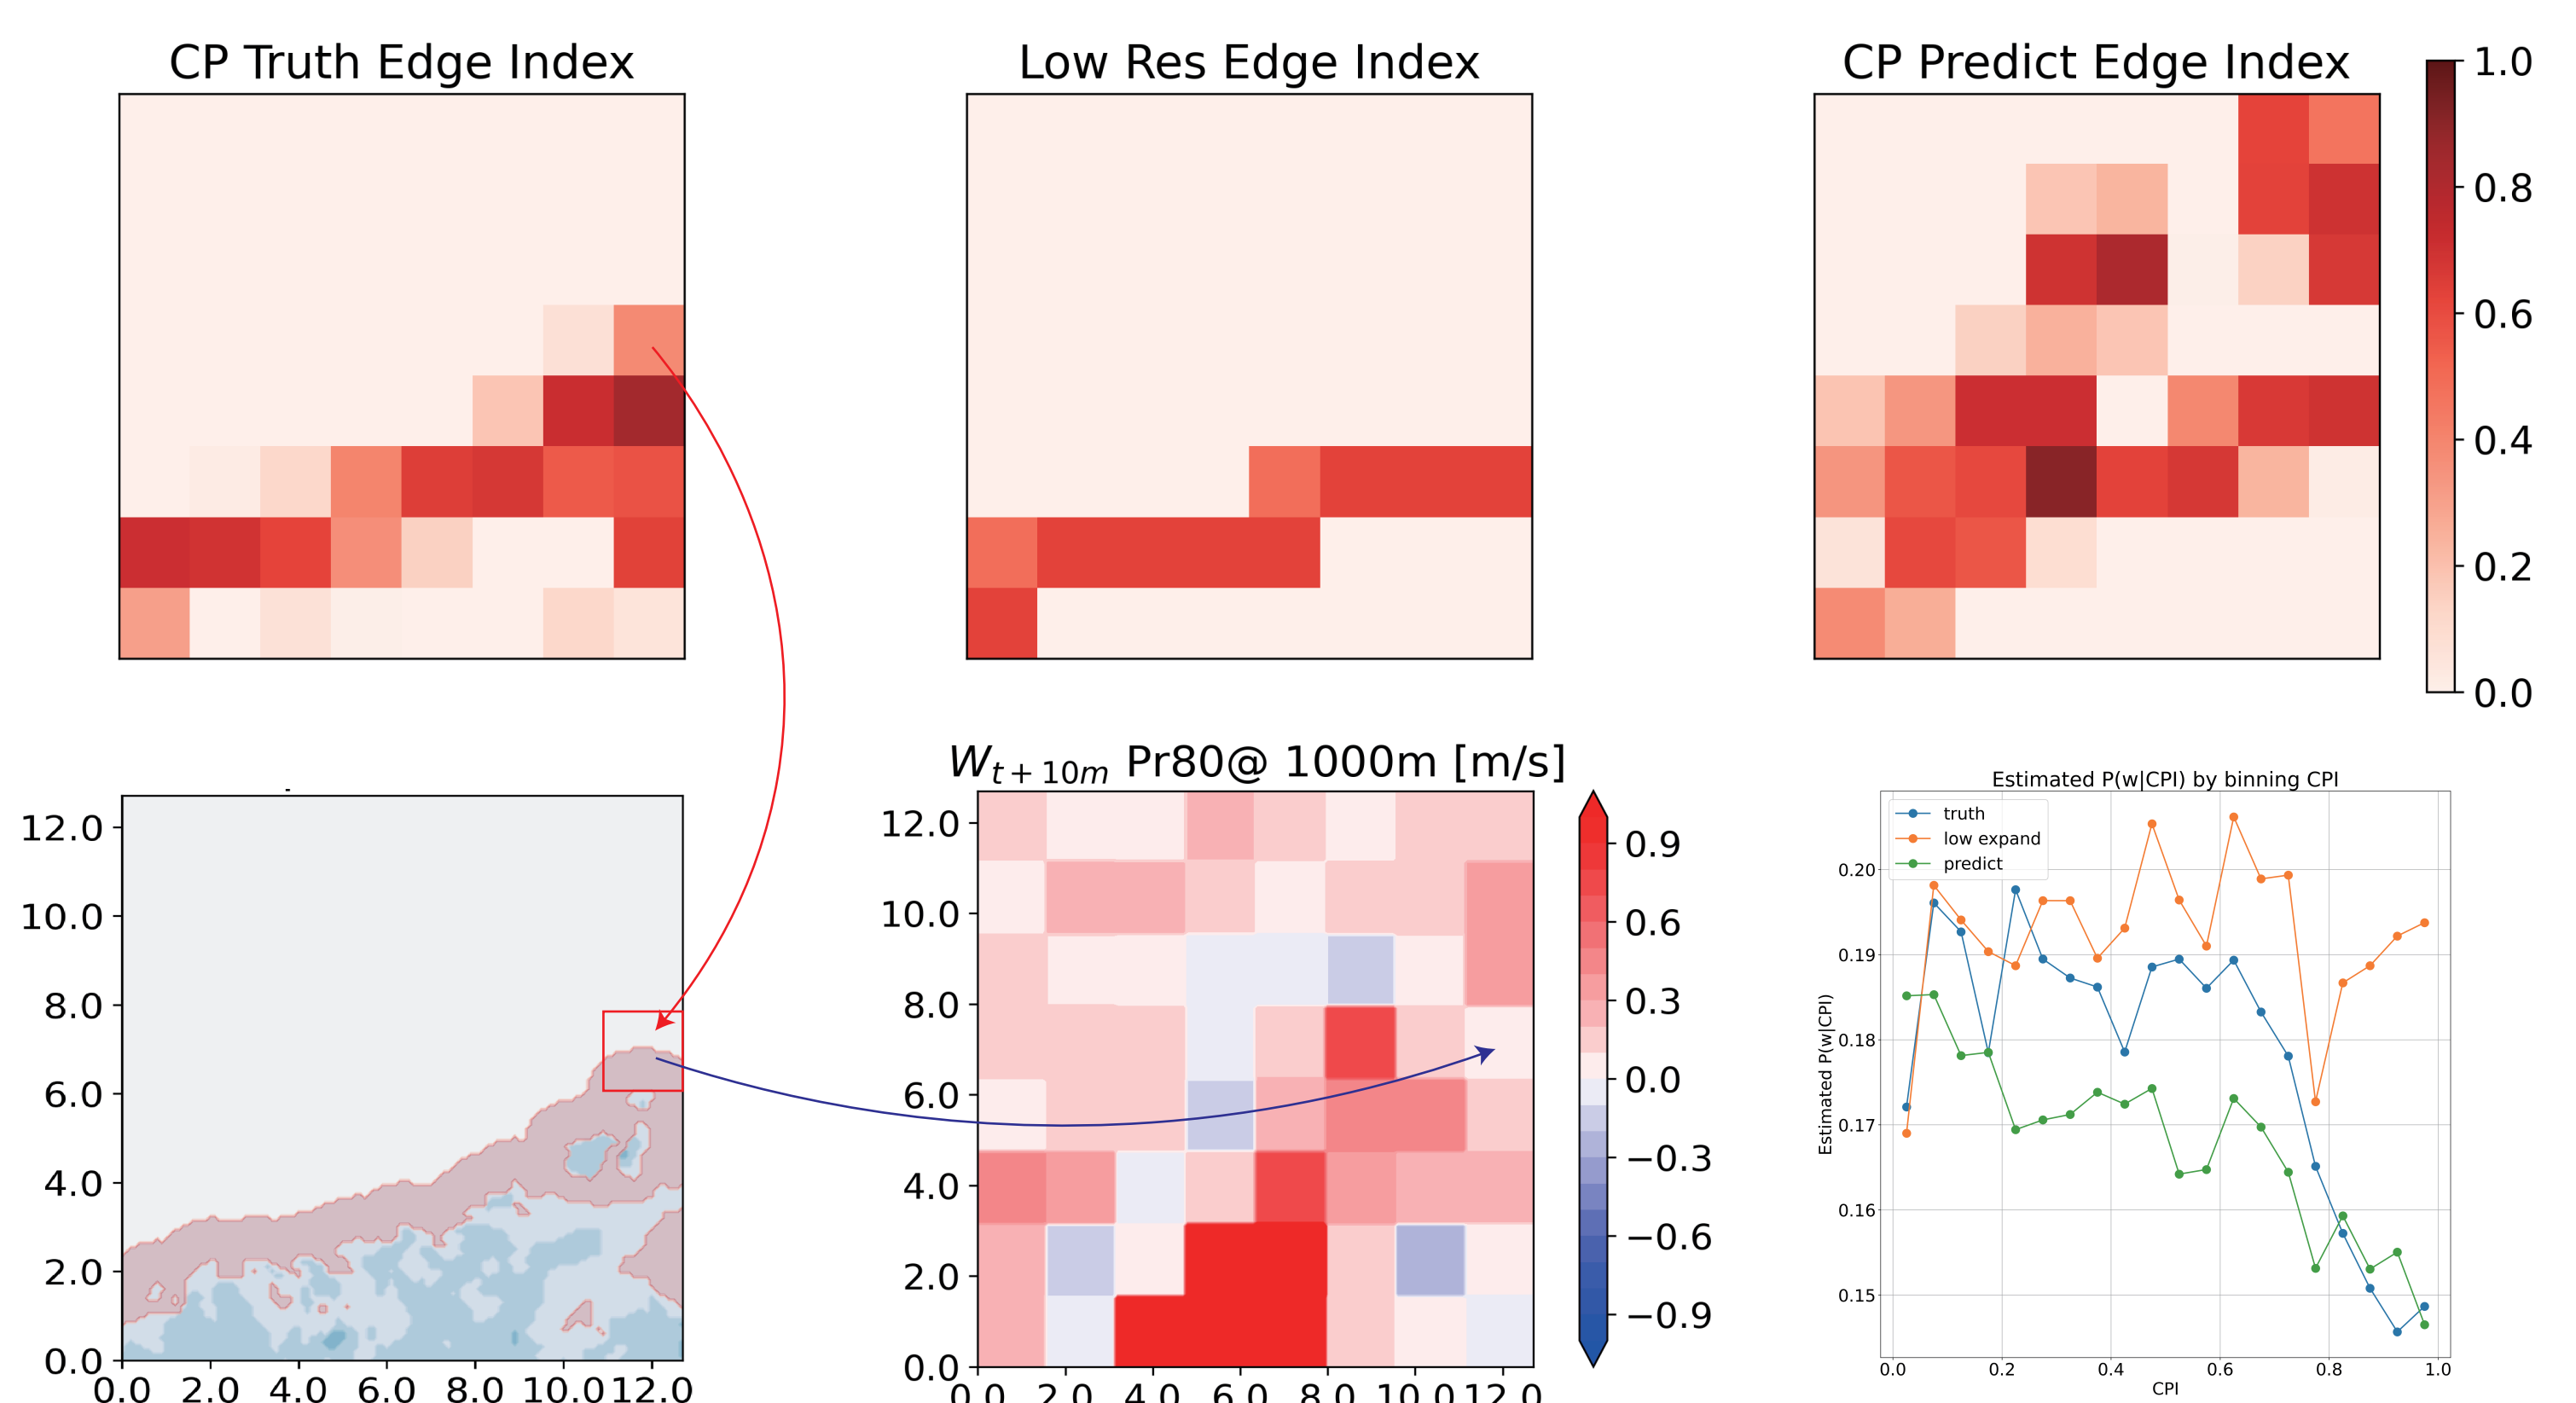 CP Truth Edge Index
Low Res Edge Index
CP Predict Edge Index
1.0
0.8
0.6
0.4
0.2
0.0
12.0
10.0
8.0
6.0
4.0
2.0
0.0
0.0 2.0 4.0 6.0 8.0 10.0 12.0
W_{t+10m} Pr80@ 1000m [m/s]
12.0
10.0
8.0
6.0
4.0
2.0
0.0
0.0 2.0 4.0 6.0 8.0 10.0 12.0
0.9
0.6
0.3
0.0
−0.3
−0.6
−0.9
Estimated P(w|CPI) by binning CPI
truth
low expand
predict
Estimated P(w|CPI)
0.20
0.19
0.18
0.17
0.16
0.15
0.0 0.2 0.4 0.6 0.8 1.0
CPI